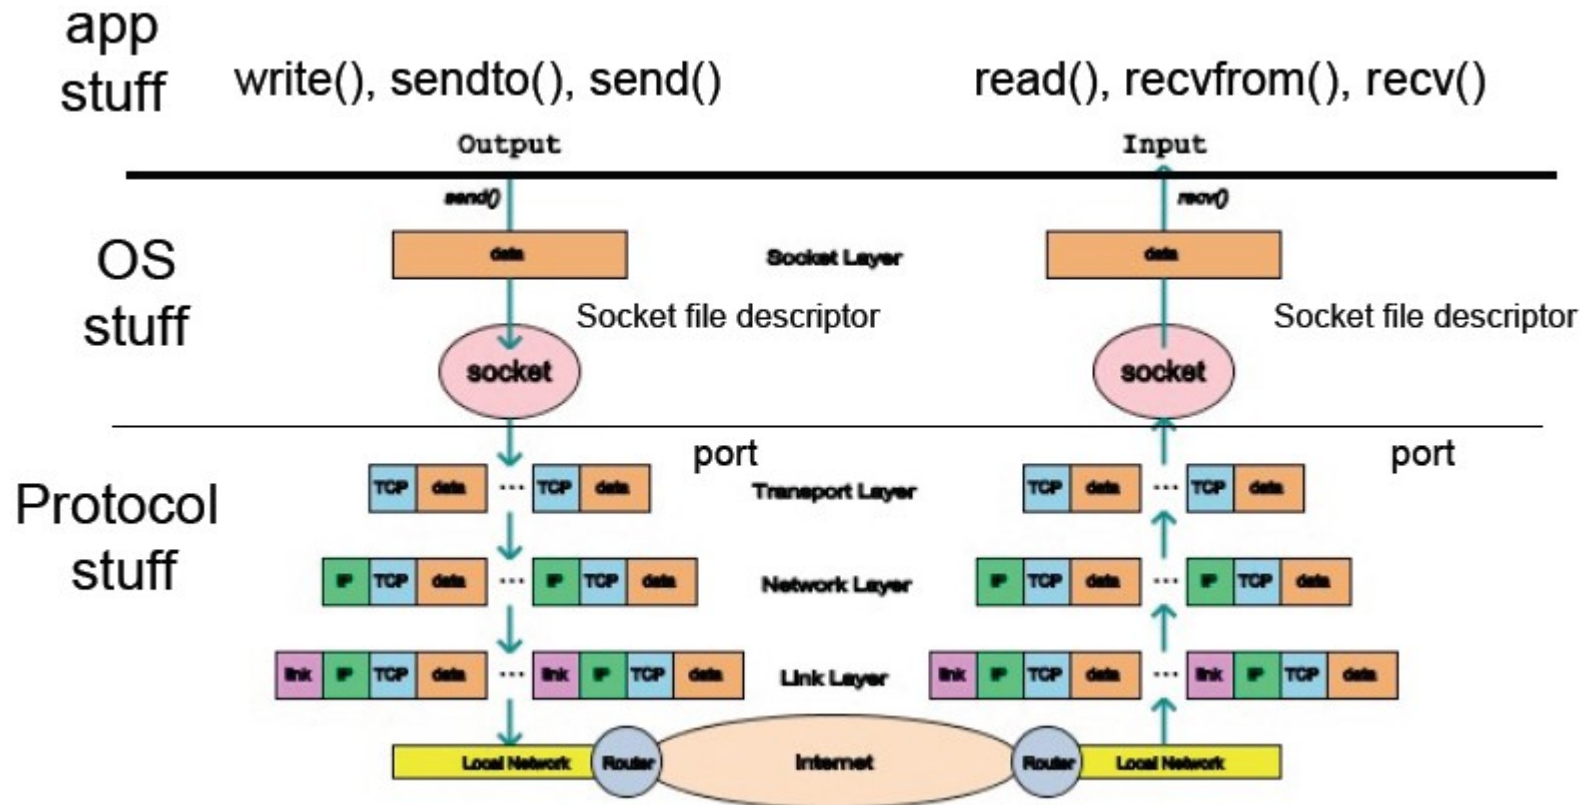 app
stuff
write(), sendto(), send()
read(), recvfrom(), recv()
Output
Input
send()
recv()
OS
stuff
data
Socket Layer
data
Socket file descriptor
Socket file descriptor
socket
socket
port
port
Protocol
stuff
TCP data ... TCP data
Transport Layer
TCP data ... TCP data
IP TCP data ... IP TCP data
Network Layer
IP TCP data ... IP TCP data
link IP TCP data ... link IP TCP data
Link Layer
link IP TCP data ... link IP TCP data
Local Network
Router
Internet
Router
Local Network